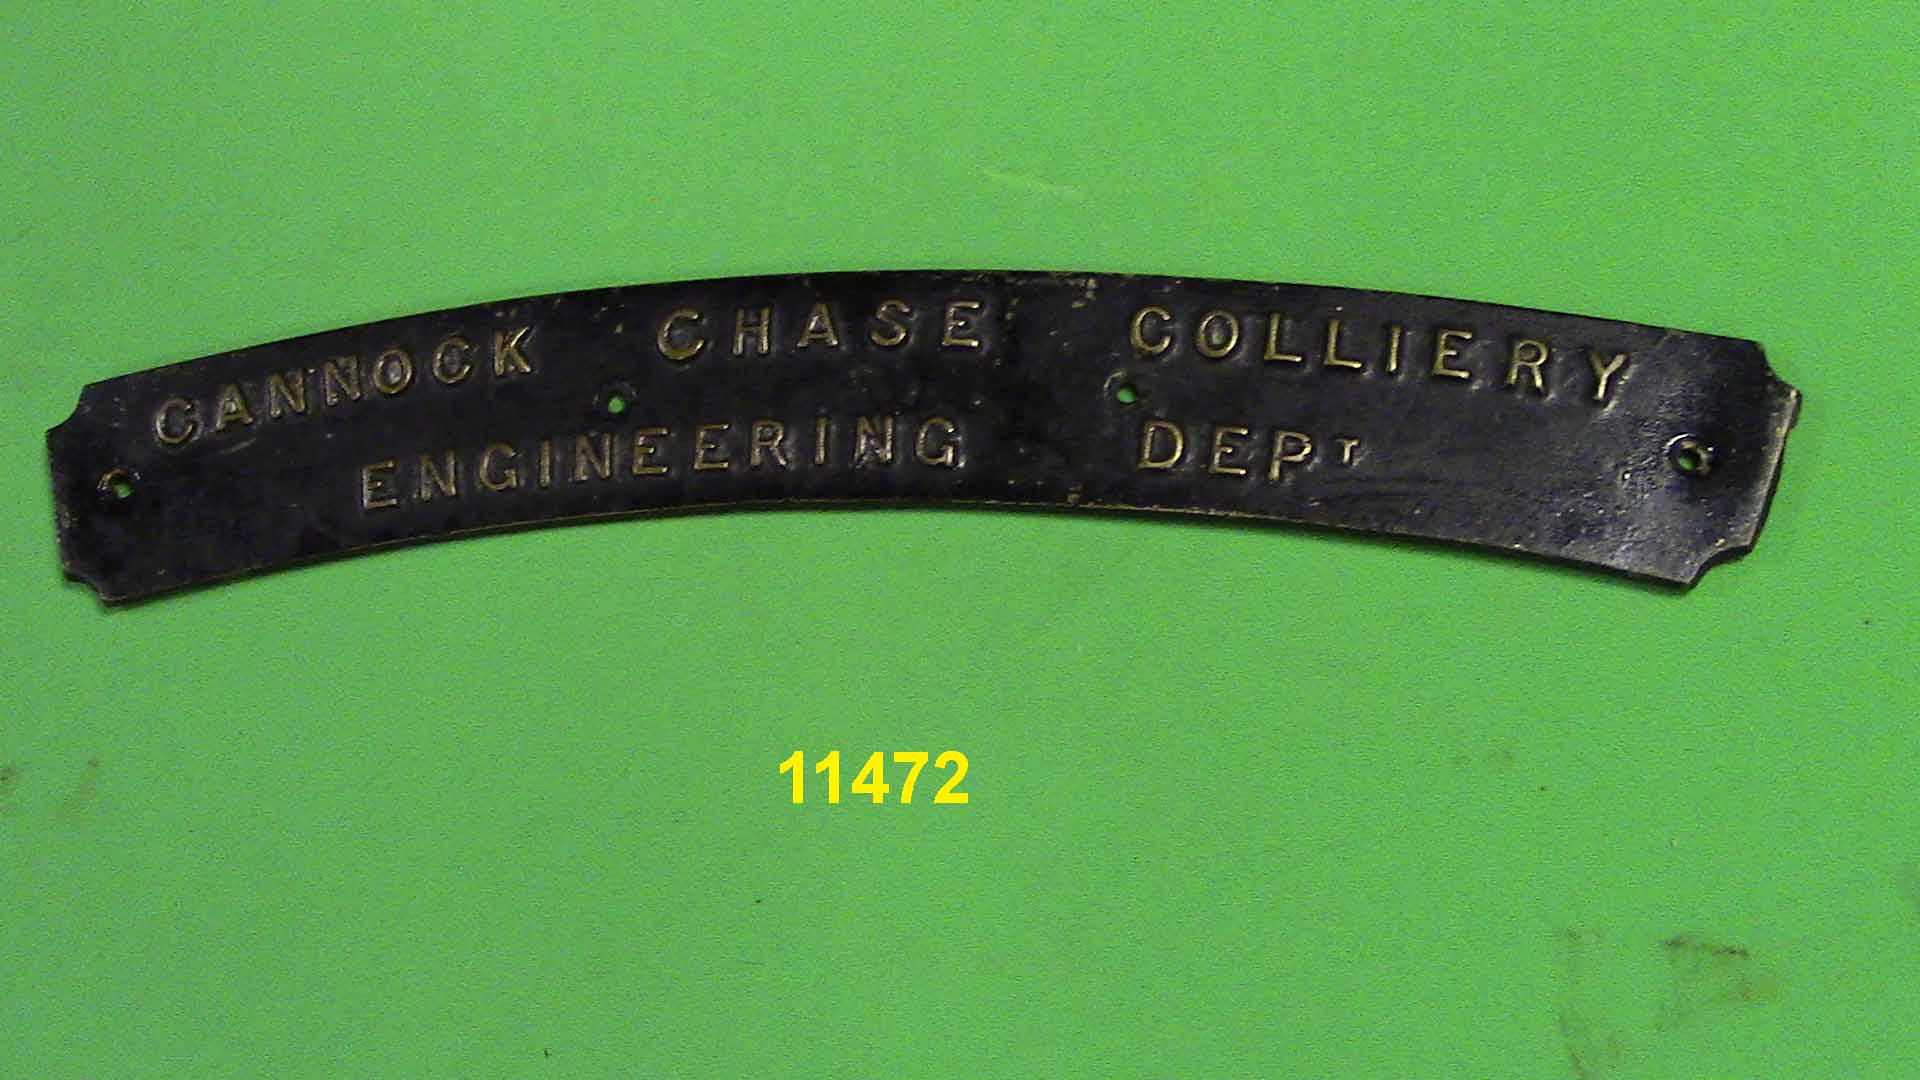 CANNOCK CHASE COLLIERY
ENGINEERING DEPᵀ
11472